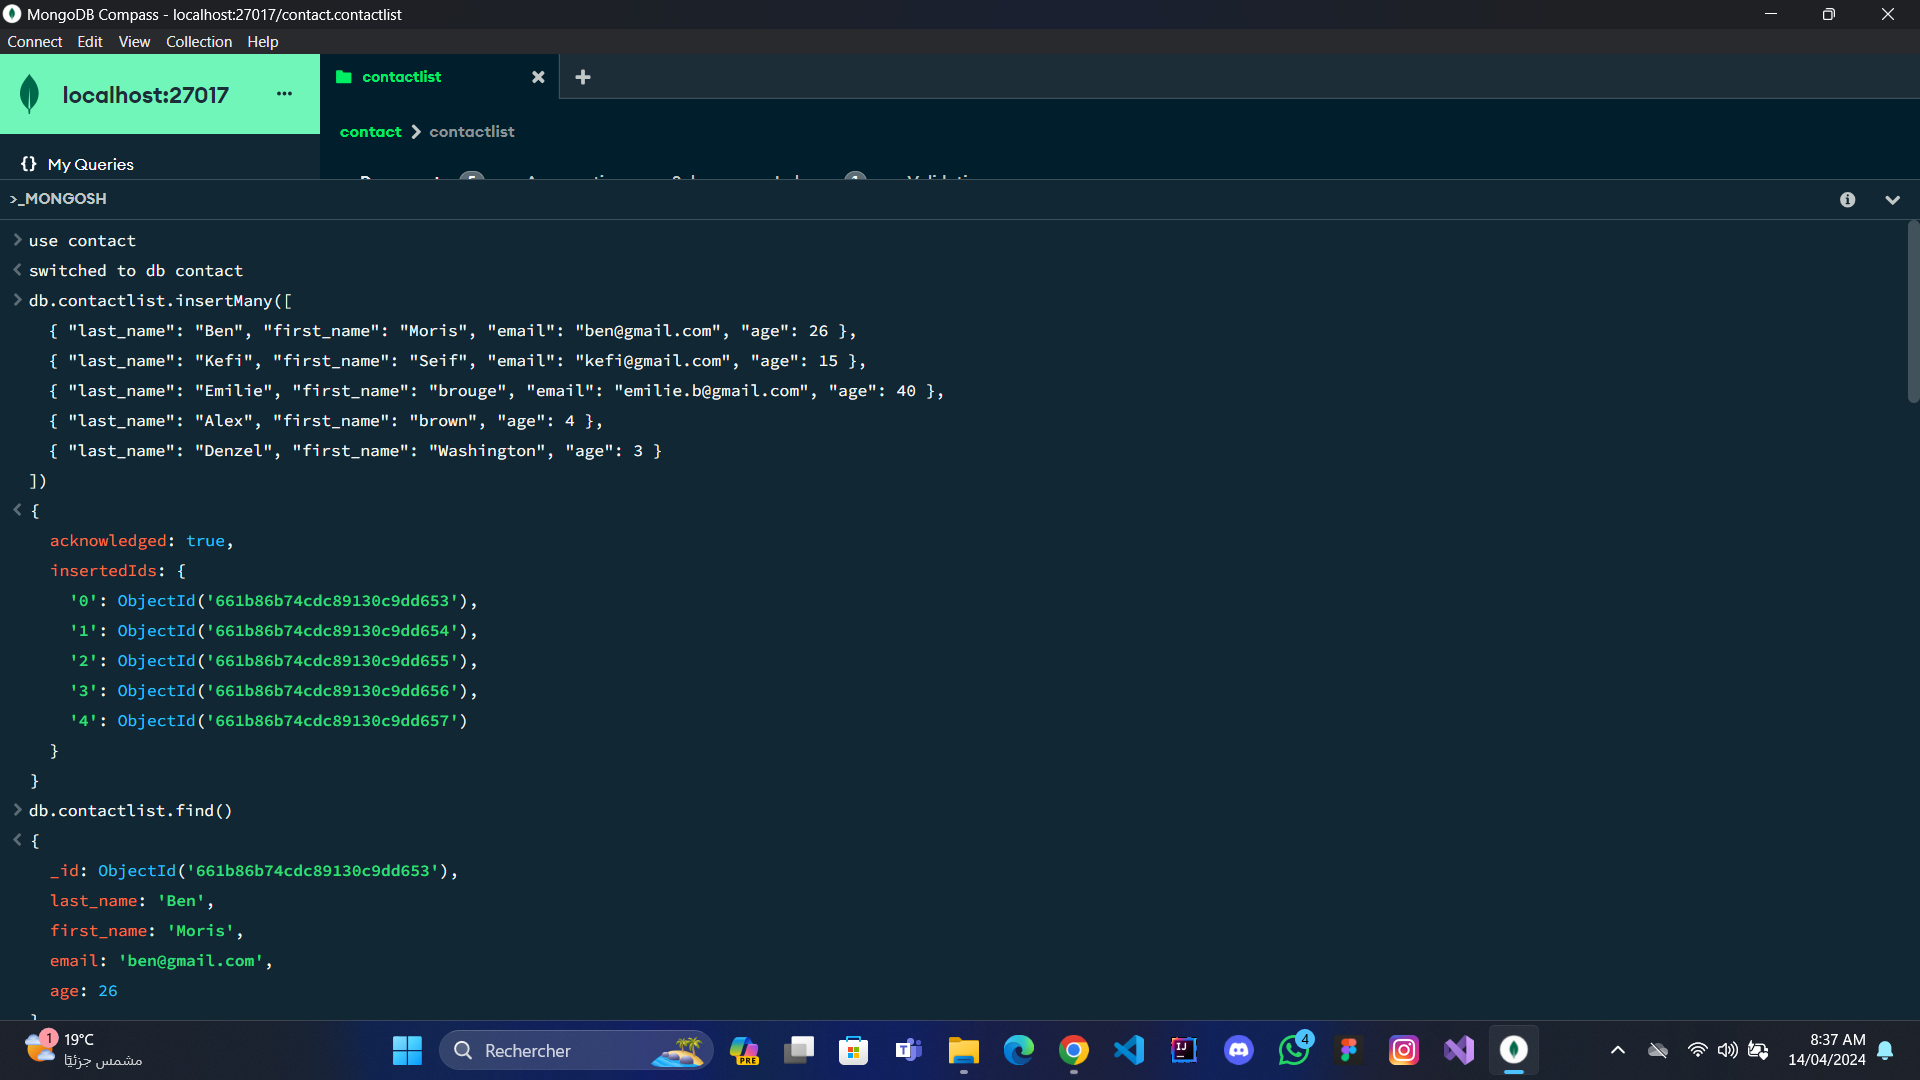 MongoDB Compass - localhost:27017/contact.contactlist
Connect Edit View Collection Help
localhost:27017 ...
contactlist
contact > contactlist
{} My Queries
5
1
>_MONGOSH
> use contact
< switched to db contact
> db.contactlist.insertMany([
{ "last_name": "Ben", "first_name": "Moris", "email": "ben@gmail.com", "age": 26 },
{ "last_name": "Kefi", "first_name": "Seif", "email": "kefi@gmail.com", "age": 15 },
{ "last_name": "Emilie", "first_name": "brouge", "email": "emilie.b@gmail.com", "age": 40 },
{ "last_name": "Alex", "first_name": "brown", "age": 4 },
{ "last_name": "Denzel", "first_name": "Washington", "age": 3 }
])
< {
acknowledged: true,
insertedIds: {
'0': ObjectId('661b86b74cdc89130c9dd653'),
'1': ObjectId('661b86b74cdc89130c9dd654'),
'2': ObjectId('661b86b74cdc89130c9dd655'),
'3': ObjectId('661b86b74cdc89130c9dd656'),
'4': ObjectId('661b86b74cdc89130c9dd657')
}
}
> db.contactlist.find()
< {
_id: ObjectId('661b86b74cdc89130c9dd653'),
last_name: 'Ben',
first_name: 'Moris',
email: 'ben@gmail.com',
age: 26
}
1
19°C
مشمس جزئيًا
Rechercher
PRE
4
8:37 AM
14/04/2024